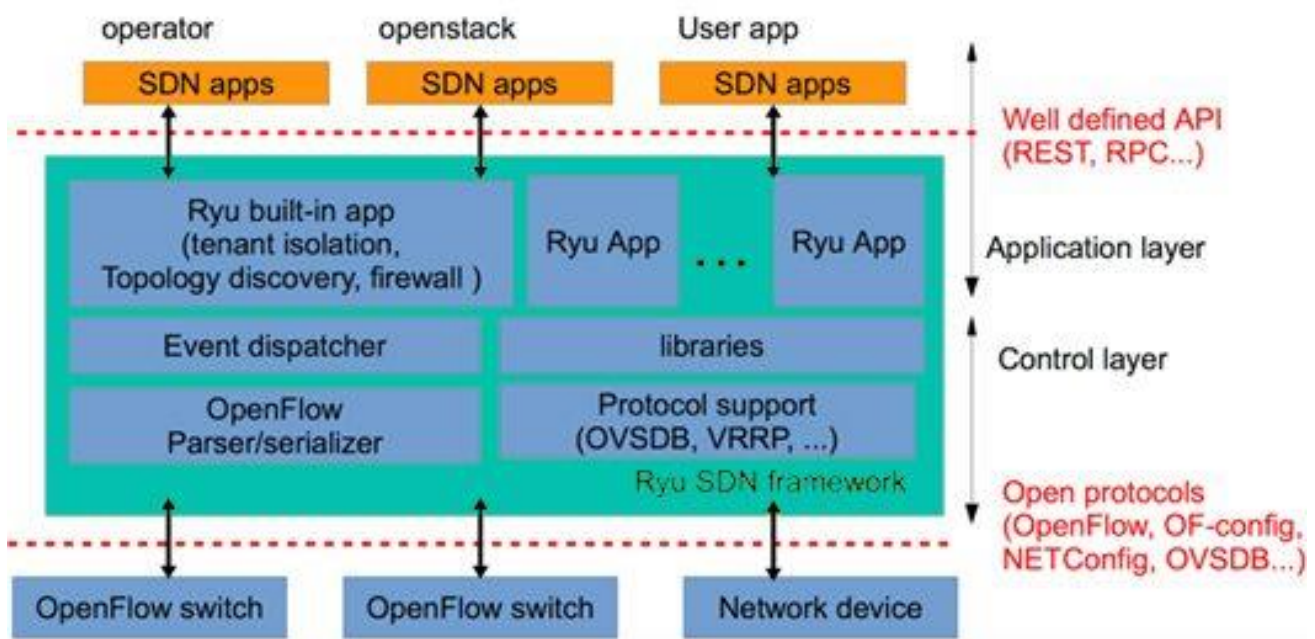 operator
openstack
User app
SDN apps
SDN apps
SDN apps
Well defined API
(REST, RPC...)
Ryu built-in app
(tenant isolation,
Topology discovery, firewall )
Ryu App
...
Ryu App
Application layer
Event dispatcher
libraries
Control layer
OpenFlow
Parser/serializer
Protocol support
(OVSDB, VRRP, ...)
Ryu SDN framework
Open protocols
(OpenFlow, OF-config,
NETConfig, OVSDB...)
OpenFlow switch
OpenFlow switch
Network device